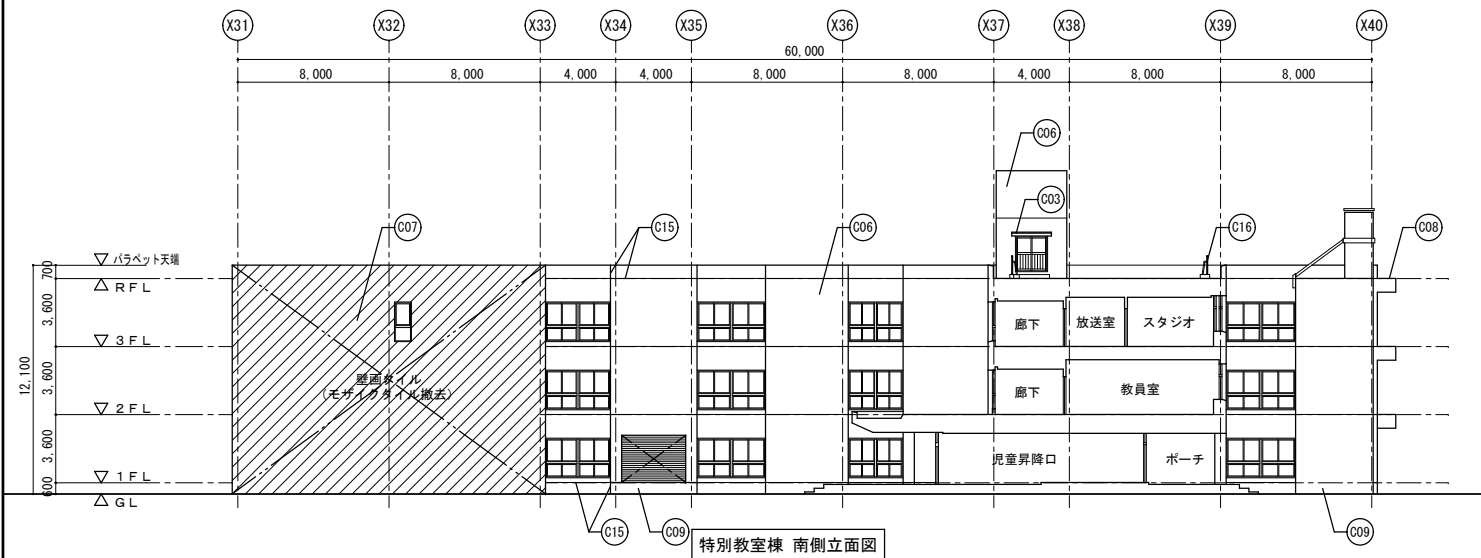 X31 X32 X33 X34 X35 X36 X37 X38 X39 X40
60,000
8,000 8,000 4,000 4,000 8,000 8,000 4,000 8,000 8,000
C06
C03
C07 C15 C06 C16 C08
パラペット天端
700
RFL
3,600
廊下 放送室 スタジオ
3FL
12,100
3,600
壁画タイル
(モザイクタイル撤去)
廊下 教員室
2FL
3,600
児童昇降口 ポーチ
1FL
600
GL
C15 C09 C09
特別教室棟 南側立面図